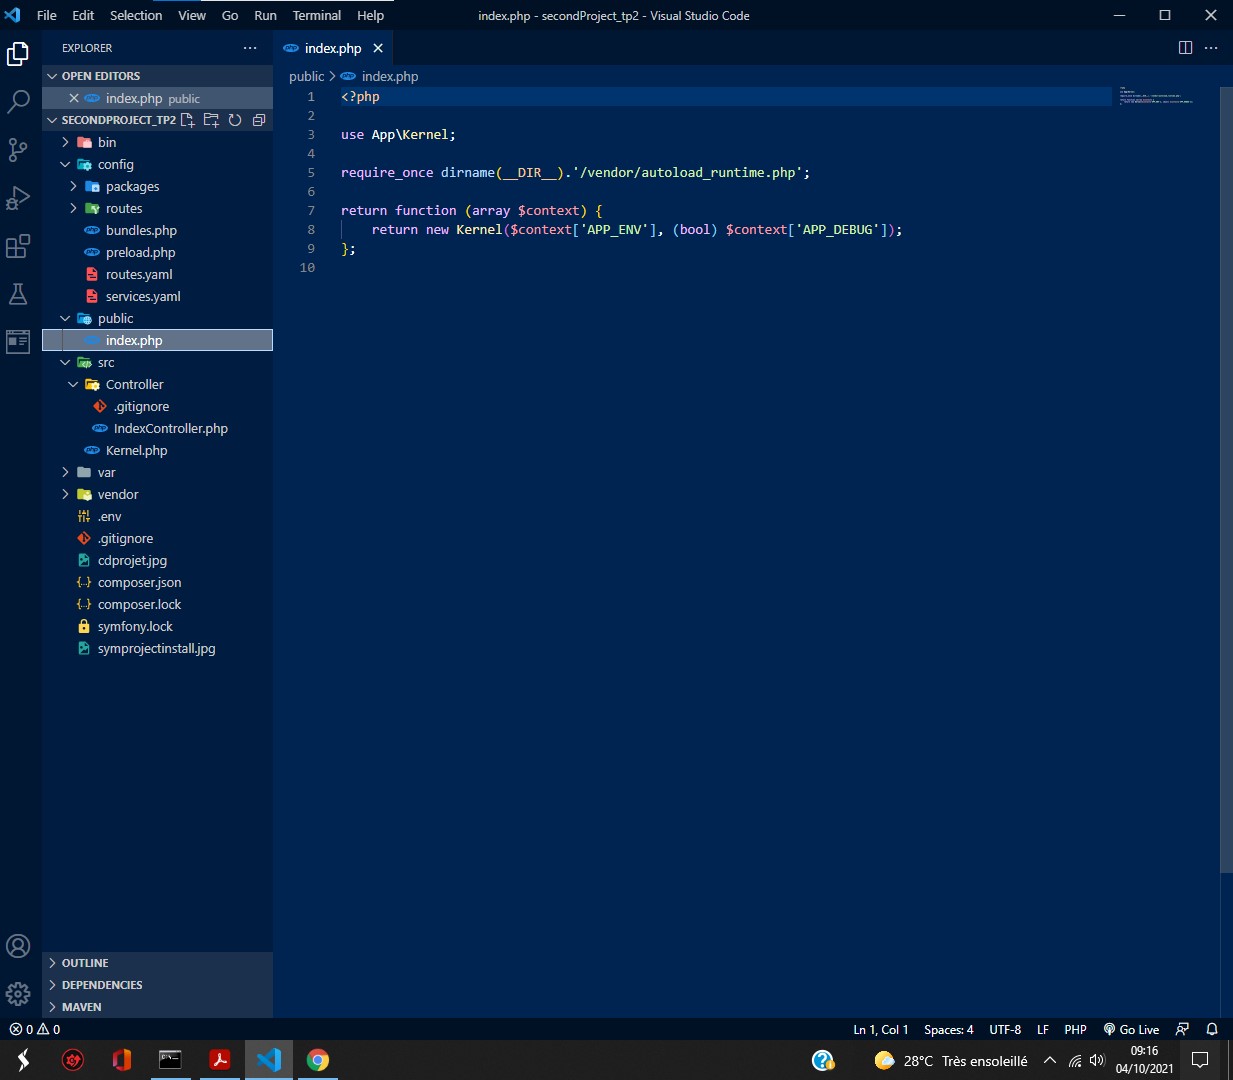 File Edit Selection View Go Run Terminal Help
index.php - secondProject_tp2 - Visual Studio Code
EXPLORER
OPEN EDITORS
index.php public
SECONDPROJECT_TP2
bin
config
packages
routes
bundles.php
preload.php
routes.yaml
services.yaml
public
index.php
src
Controller
.gitignore
IndexController.php
Kernel.php
var
vendor
.env
.gitignore
cdprojet.jpg
composer.json
composer.lock
symfony.lock
symprojectinstall.jpg
OUTLINE
DEPENDENCIES
MAVEN
index.php
public > index.php
1 <?php
2
3 use App\Kernel;
4
5 require_once dirname(__DIR__).'/vendor/autoload_runtime.php';
6
7 return function (array $context) {
8 return new Kernel($context['APP_ENV'], (bool) $context['APP_DEBUG']);
9 };
10
0 0
Ln 1, Col 1 Spaces: 4 UTF-8 LF PHP Go Live
28°C Très ensoleillé
09:16
04/10/2021